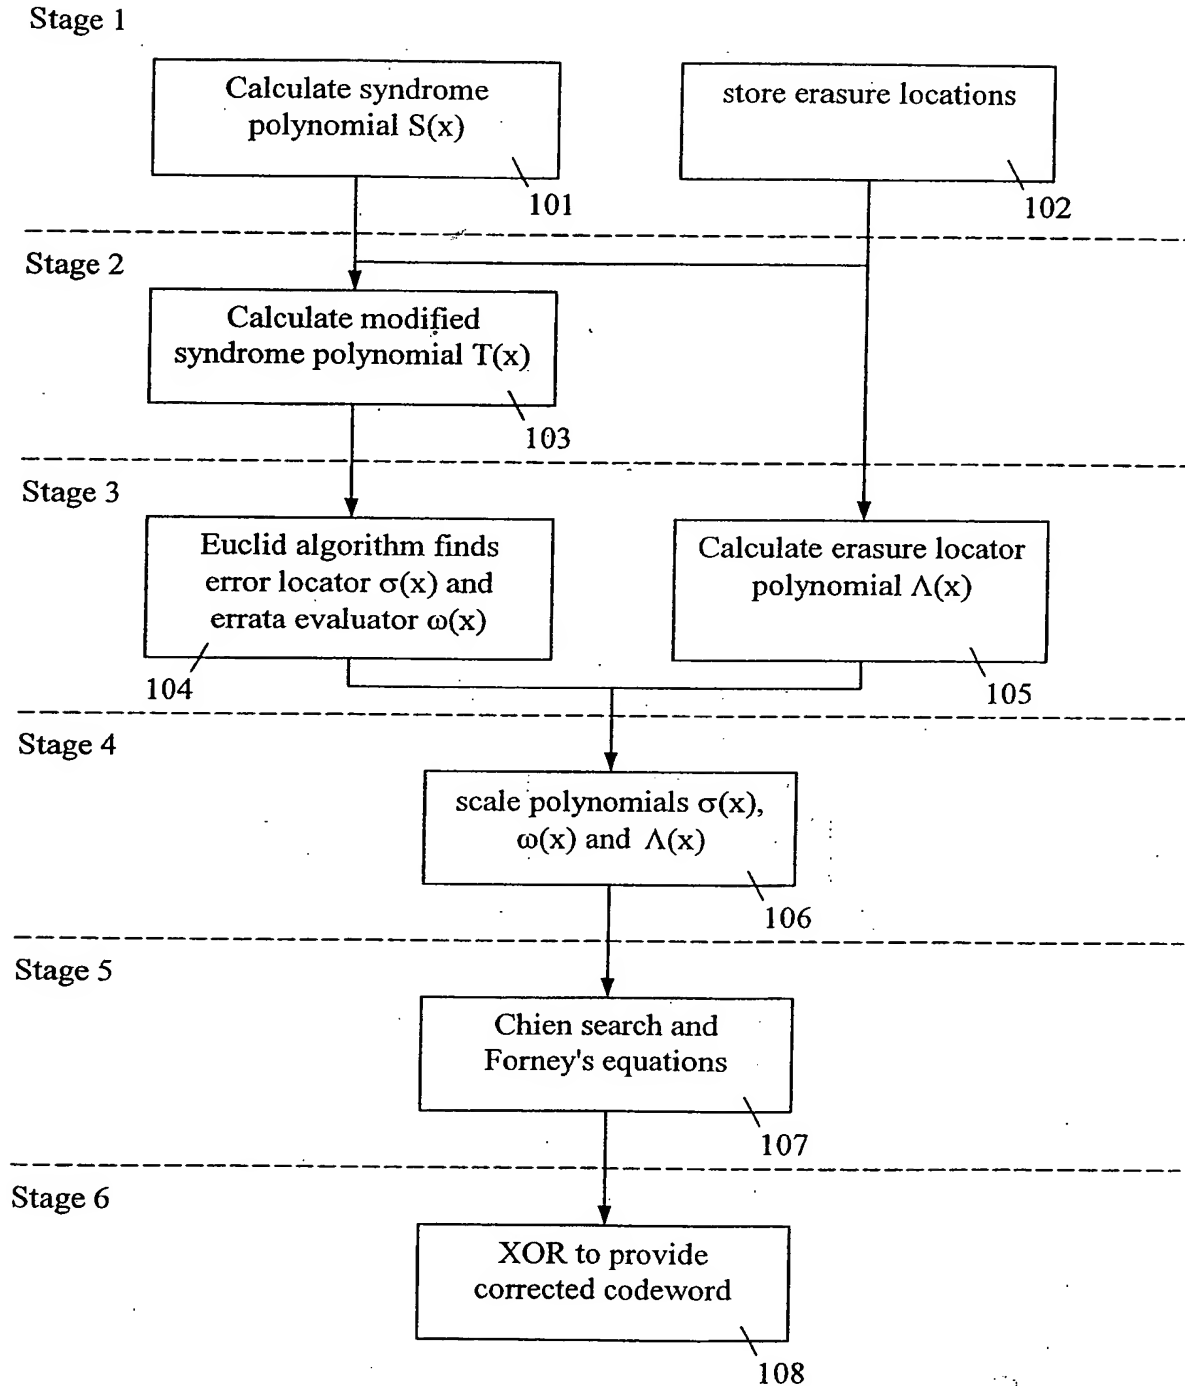 Stage 1
Calculate syndrome
polynomial S(x)
101
store erasure locations
102
Stage 2
Calculate modified
syndrome polynomial T(x)
103
Stage 3
Euclid algorithm finds
error locator σ(x) and
errata evaluator ω(x)
104
Calculate erasure locator
polynomial Λ(x)
105
Stage 4
scale polynomials σ(x),
ω(x) and Λ(x)
106
Stage 5
Chien search and
Forney's equations
107
Stage 6
XOR to provide
corrected codeword
108